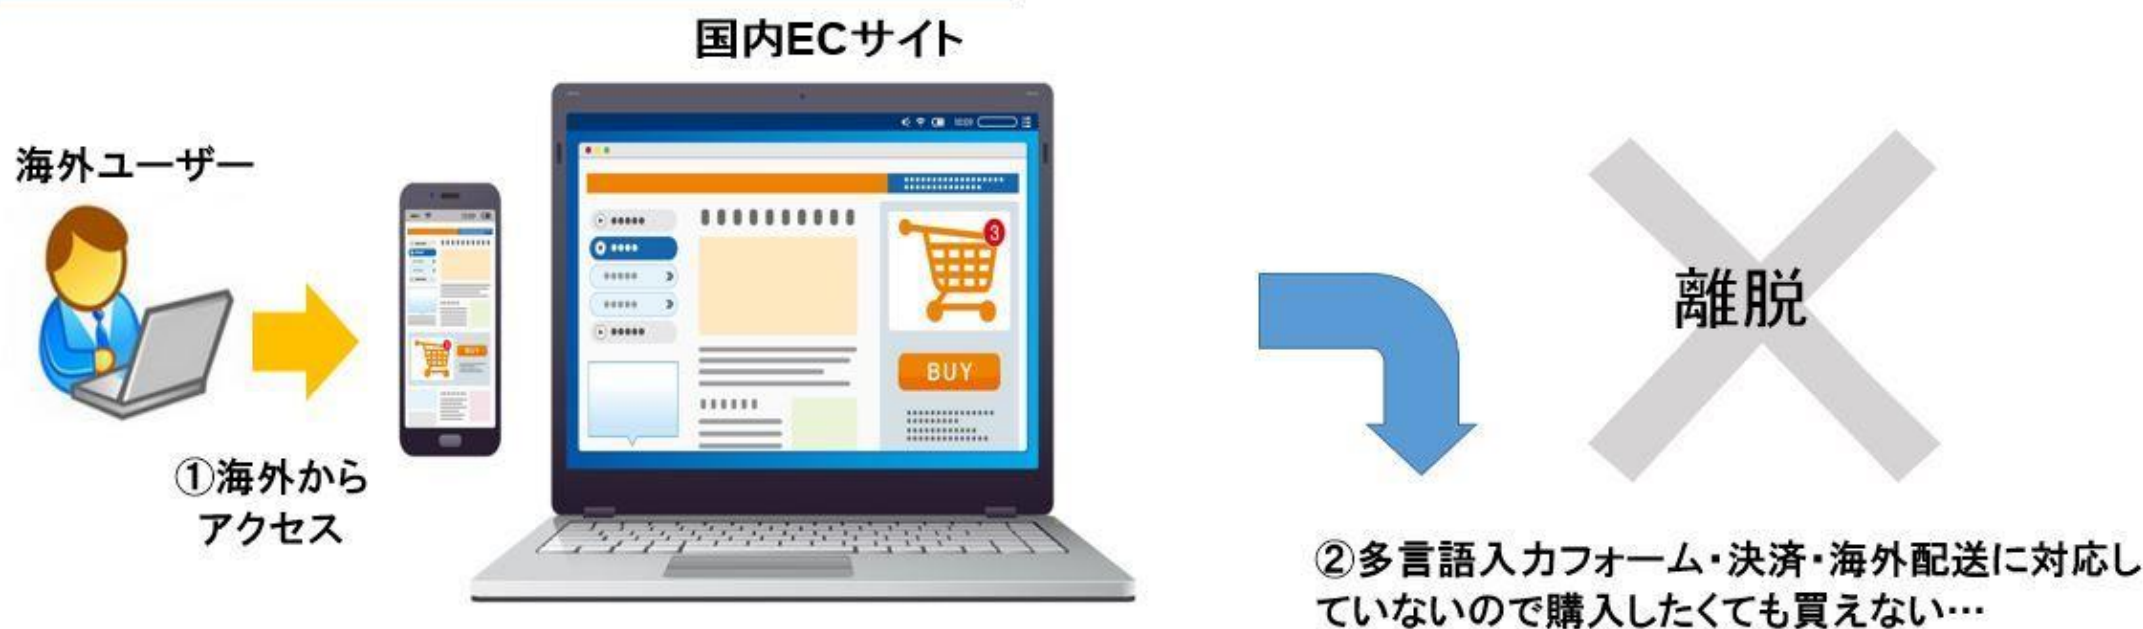 国内ECサイト
海外ユーザー
3
BUY
離脱
①海外から
アクセス
②多言語入力フォーム・決済・海外配送に対応し
ていないので購入したくても買えない…